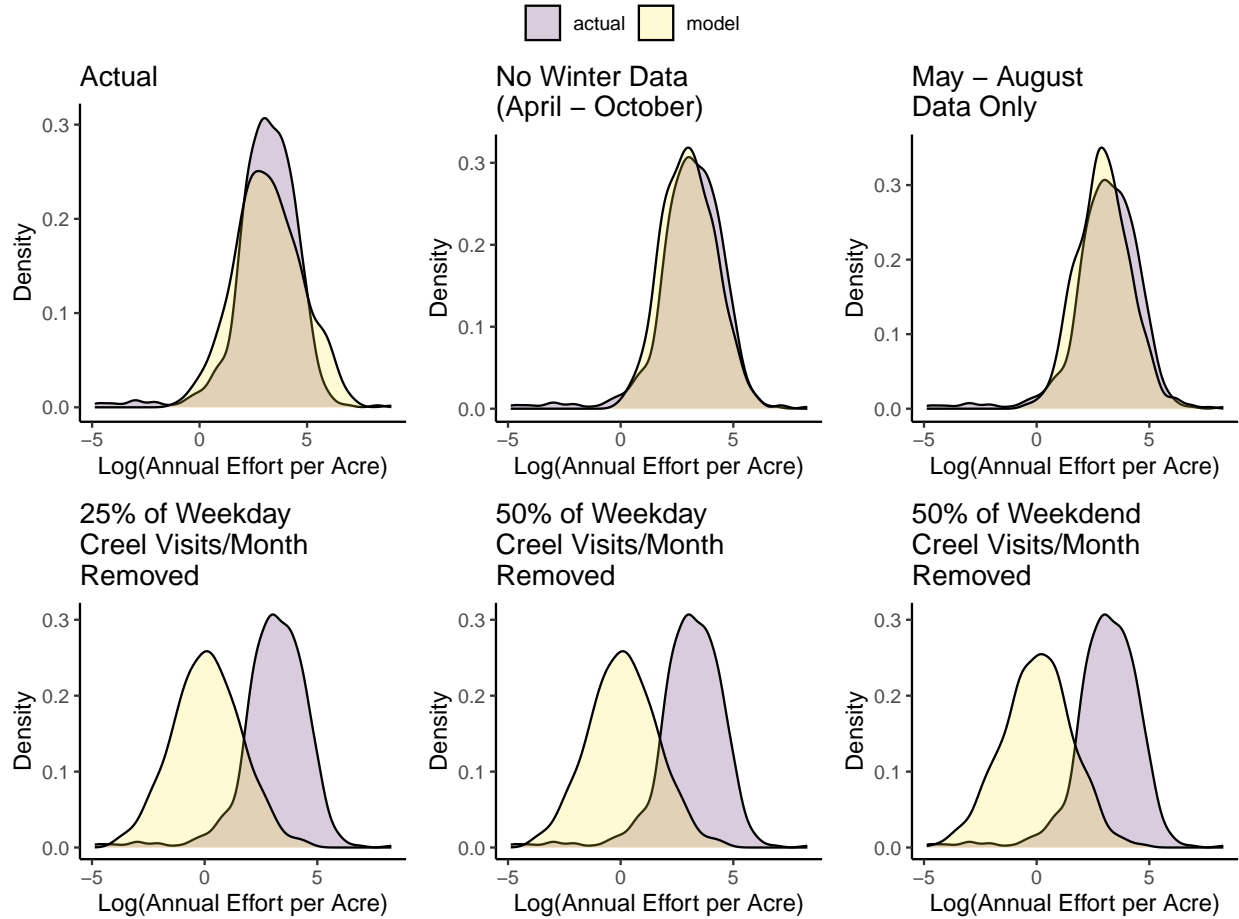 actual model
Actual
0.3
0.2
0.1
0.0
Density
−5 0 5
Log(Annual Effort per Acre)
No Winter Data
(April − October)
0.3
0.2
0.1
0.0
Density
−5 0 5
Log(Annual Effort per Acre)
May − August
Data Only
0.3
0.2
0.1
0.0
Density
−5 0 5
Log(Annual Effort per Acre)
25% of Weekday
Creel Visits/Month
Removed
0.3
0.2
0.1
0.0
Density
−5 0 5
Log(Annual Effort per Acre)
50% of Weekday
Creel Visits/Month
Removed
0.3
0.2
0.1
0.0
Density
−5 0 5
Log(Annual Effort per Acre)
50% of Weekdend
Creel Visits/Month
Removed
0.3
0.2
0.1
0.0
Density
−5 0 5
Log(Annual Effort per Acre)